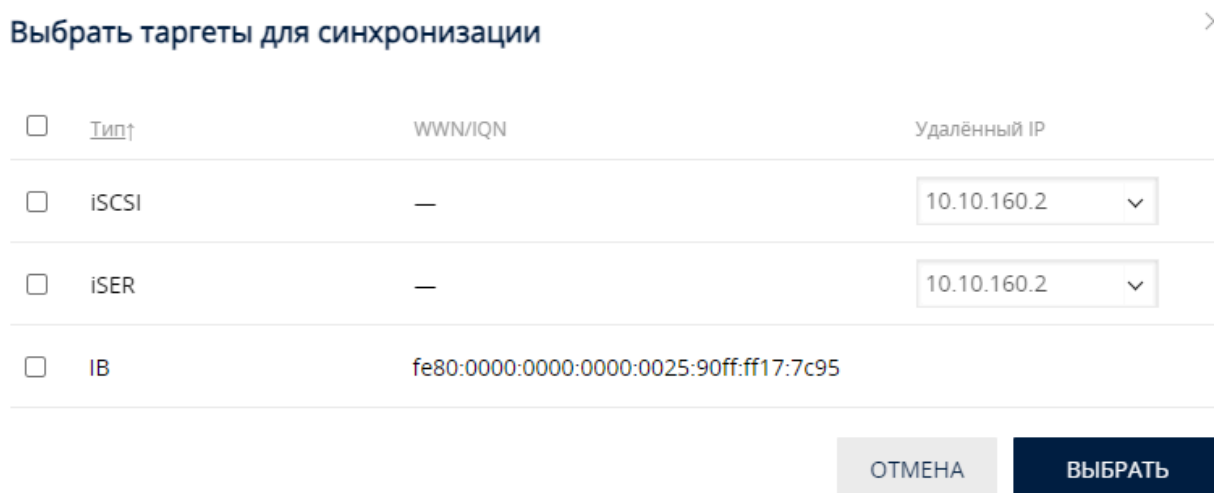 Выбрать таргеты для синхронизации
Тип↑ WWN/IQN Удалённый IP
iSCSI — 10.10.160.2
iSER — 10.10.160.2
IB fe80:0000:0000:0000:0025:90ff:ff17:7c95
ОТМЕНА ВЫБРАТЬ